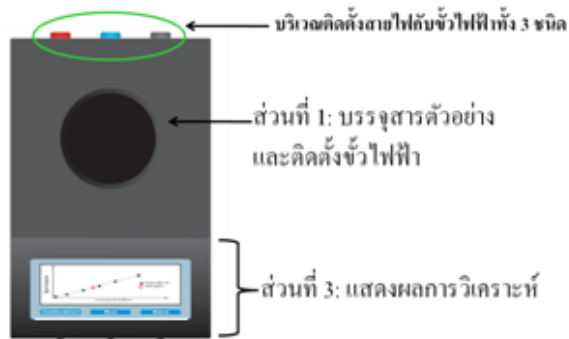 บริเวณติดตั้งสายไฟกับขั้วไฟฟ้าทั้ง 3 ชนิด
ส่วนที่ 1: บรรจุสารตัวอย่าง
และติดตั้งขั้วไฟฟ้า
ส่วนที่ 3: แสดงผลการวิเคราะห์